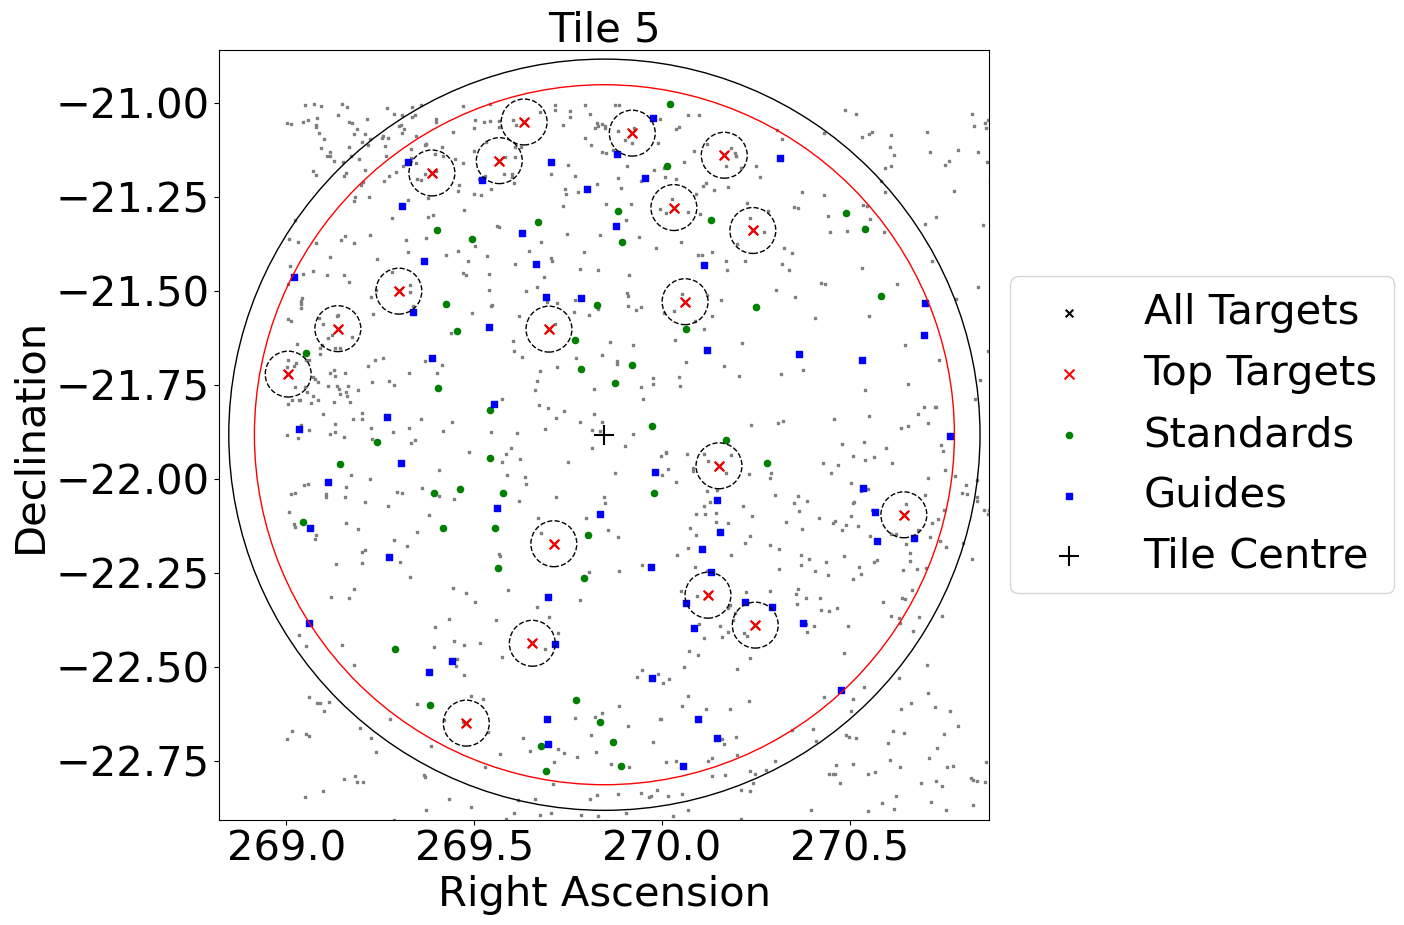 Tile 5
−21.00
−21.25
−21.50
−21.75
−22.00
−22.25
−22.50
−22.75
Declination
269.0 269.5 270.0 270.5
Right Ascension
All Targets
Top Targets
Standards
Guides
Tile Centre